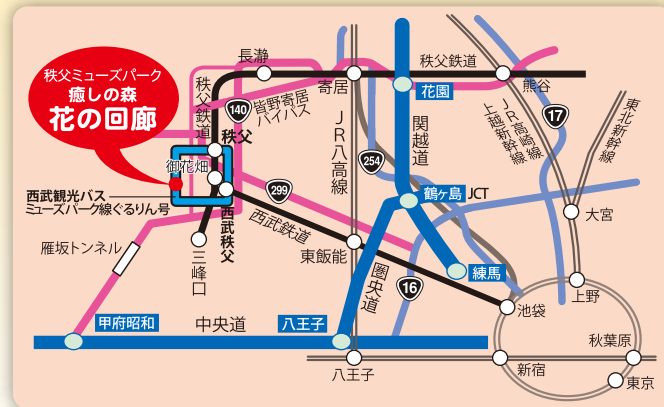 秩父ミューズパーク
癒しの森
花の回廊
長瀞
秩父鉄道
寄居
熊谷
花園
秩父鉄道
140
皆野寄居
バイパス
秩父
御花畑
西武観光バス
ミューズパーク線ぐるりん号
西武秩父
299
西武鉄道
三峰口
雁坂トンネル
JR八高線
254
関越道
鶴ヶ島 JCT
JR高崎線
上越新幹線
17
東北新幹線
大宮
東飯能
圏央道
16
練馬
池袋
上野
甲府昭和
中央道
八王子
八王子
新宿
秋葉原
東京